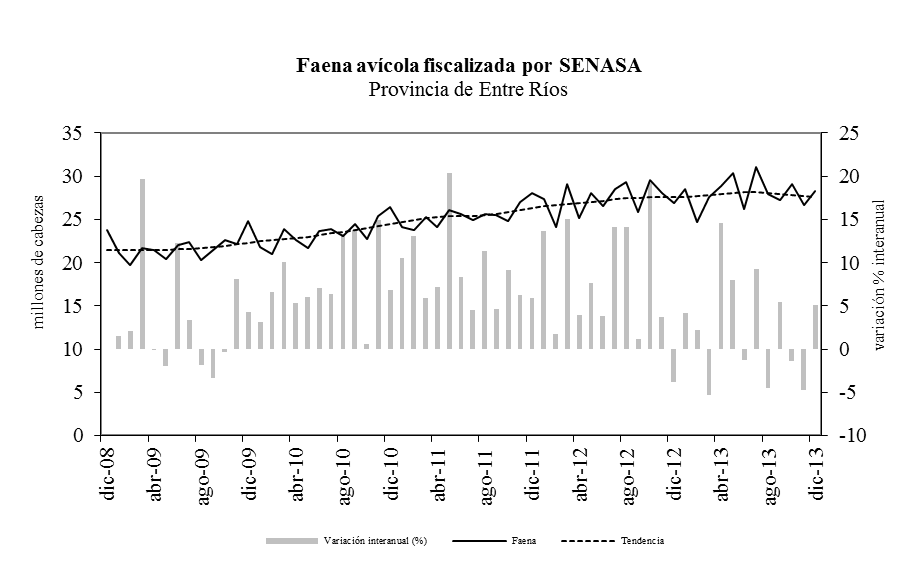 Faena avícola fiscalizada por SENASA
Provincia de Entre Ríos
millones de cabezas
35
30
25
20
15
10
5
0
25
20
15
10
5
0
-5
-10
variación % interanual
dic-08
abr-09
ago-09
dic-09
abr-10
ago-10
dic-10
abr-11
ago-11
dic-11
abr-12
ago-12
dic-12
abr-13
ago-13
dic-13
Variación interanual (%) Faena Tendencia